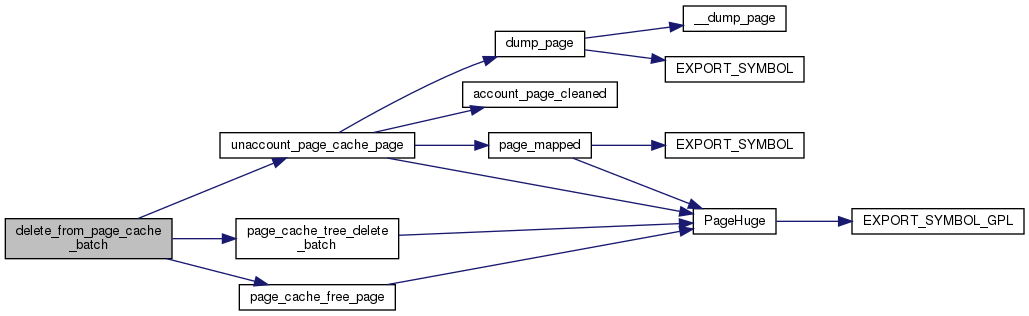 __dump_page
dump_page
EXPORT_SYMBOL
account_page_cleaned
unaccount_page_cache_page
page_mapped
EXPORT_SYMBOL
PageHuge
EXPORT_SYMBOL_GPL
delete_from_page_cache
_batch
page_cache_tree_delete
_batch
page_cache_free_page